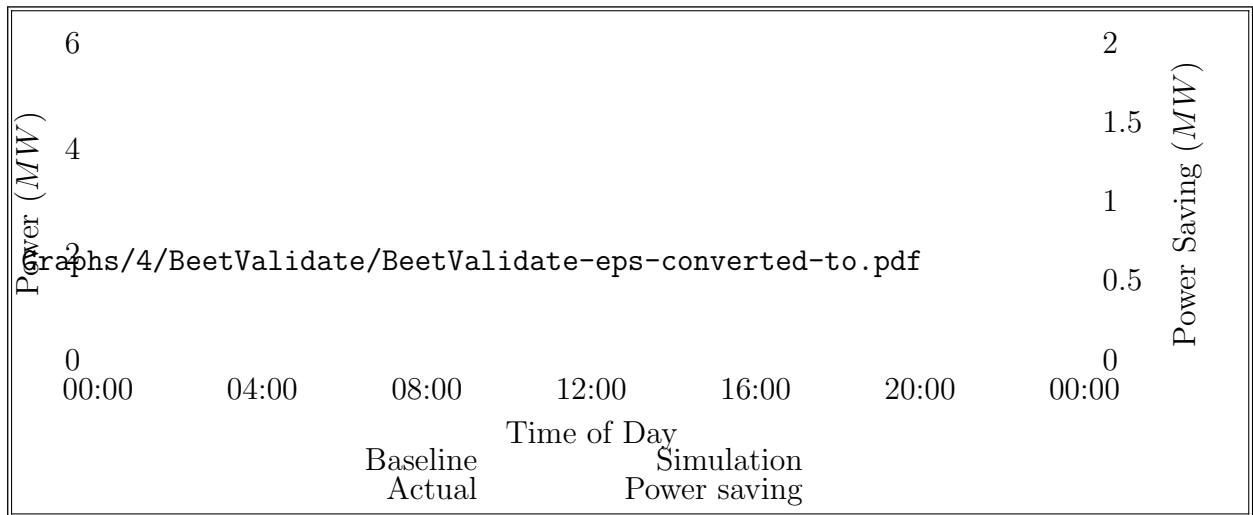 6
4
2
0
Power (MW)
2
1.5
1
0.5
0
Power Saving (MW)
Graphs/4/BeetValidate/BeetValidate-eps-converted-to.pdf
00:00 04:00 08:00 12:00 16:00 20:00 00:00
Time of Day
Baseline Simulation
Actual Power saving